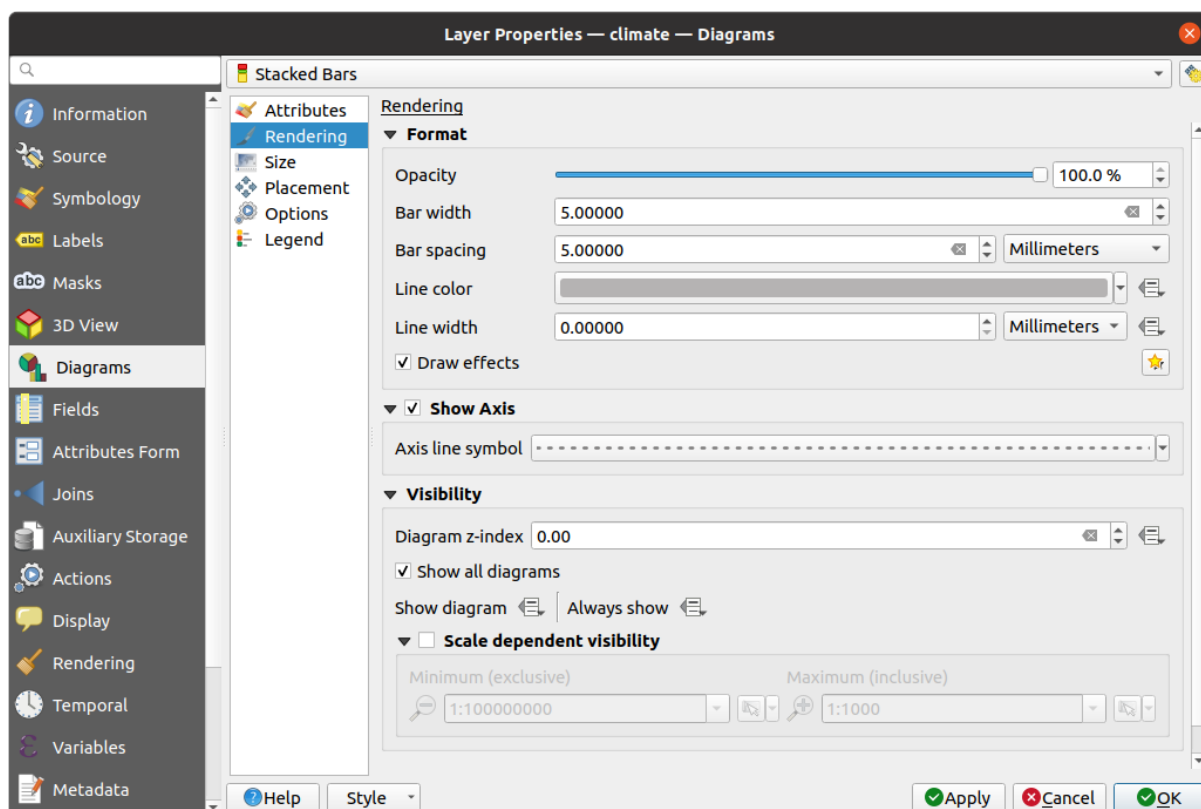 Layer Properties — climate — Diagrams
Stacked Bars
Information
Source
Symbology
abc Labels
abc Masks
3D View
Diagrams
Fields
Attributes Form
Joins
Auxiliary Storage
Actions
Display
Rendering
Temporal
Variables
Metadata
Attributes
Rendering
Size
Placement
Options
Legend
Rendering
Format
Opacity 100.0 %
Bar width 5.00000
Bar spacing 5.00000 Millimeters
Line color
Line width 0.00000 Millimeters
Draw effects
Show Axis
Axis line symbol
Visibility
Diagram z-index 0.00
Show all diagrams
Show diagram Always show
Scale dependent visibility
Minimum (exclusive) Maximum (inclusive)
1:100000000 1:1000
Help Style Apply Cancel OK